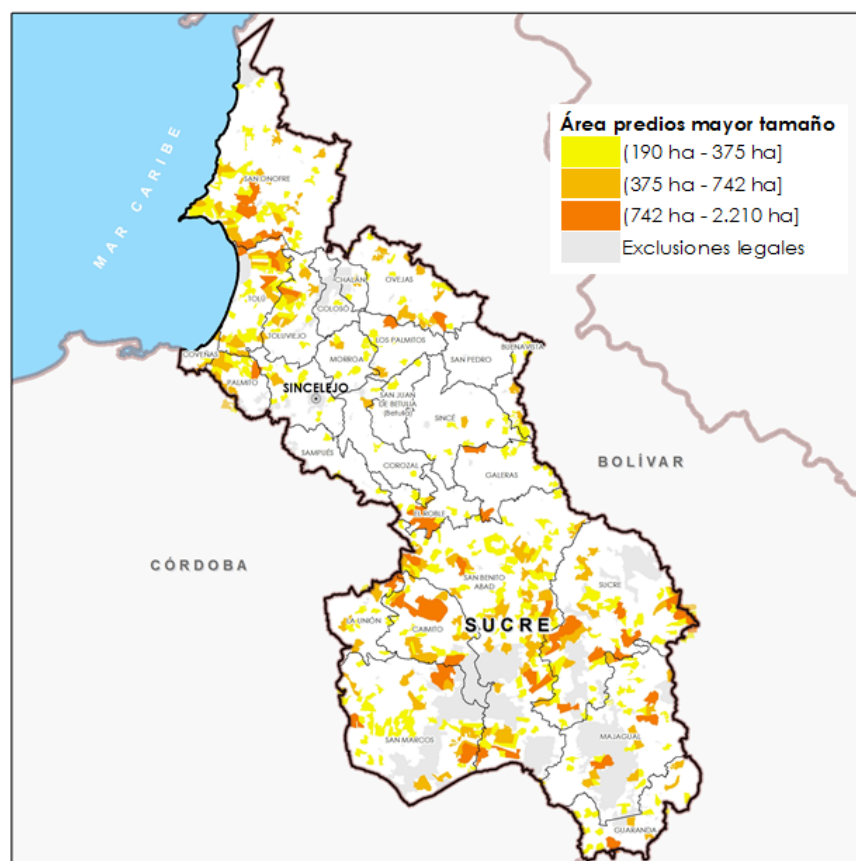 Área predios mayor tamaño
(190 ha - 375 ha]
(375 ha - 742 ha]
(742 ha - 2.210 ha]
Exclusiones legales
MAR CARIBE
SAN ONOFRE
CHALÁN
OVEJAS
COLOSÓ
TOLÚ
TOLUVIEJO
LOS PALMITOS
BUENAVISTA
COVEÑAS
MORROA
SAN PEDRO
PALMITO
SINCELEJO
SAN JUAN
DE BETULIA
(Betulia)
SINCÉ
SAMPUÉS
COROZAL
GALERAS
BOLÍVAR
EL ROBLE
CÓRDOBA
SAN BENITO
ABAD
SUCRE
LA UNIÓN
CAIMITO
SUCRE
SAN MARCOS
MAJAGUAL
GUARANDA